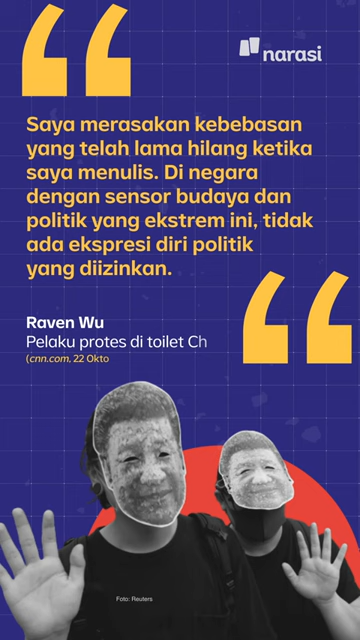 narasi
Saya merasakan kebebasan
yang telah lama hilang ketika
saya menulis. Di negara
dengan sensor budaya dan
politik yang ekstrem ini, tidak
ada ekspresi diri politik
yang diizinkan.
Raven Wu
Pelaku protes di toilet Ch
(cnn.com, 22 Okto
Foto: Reuters